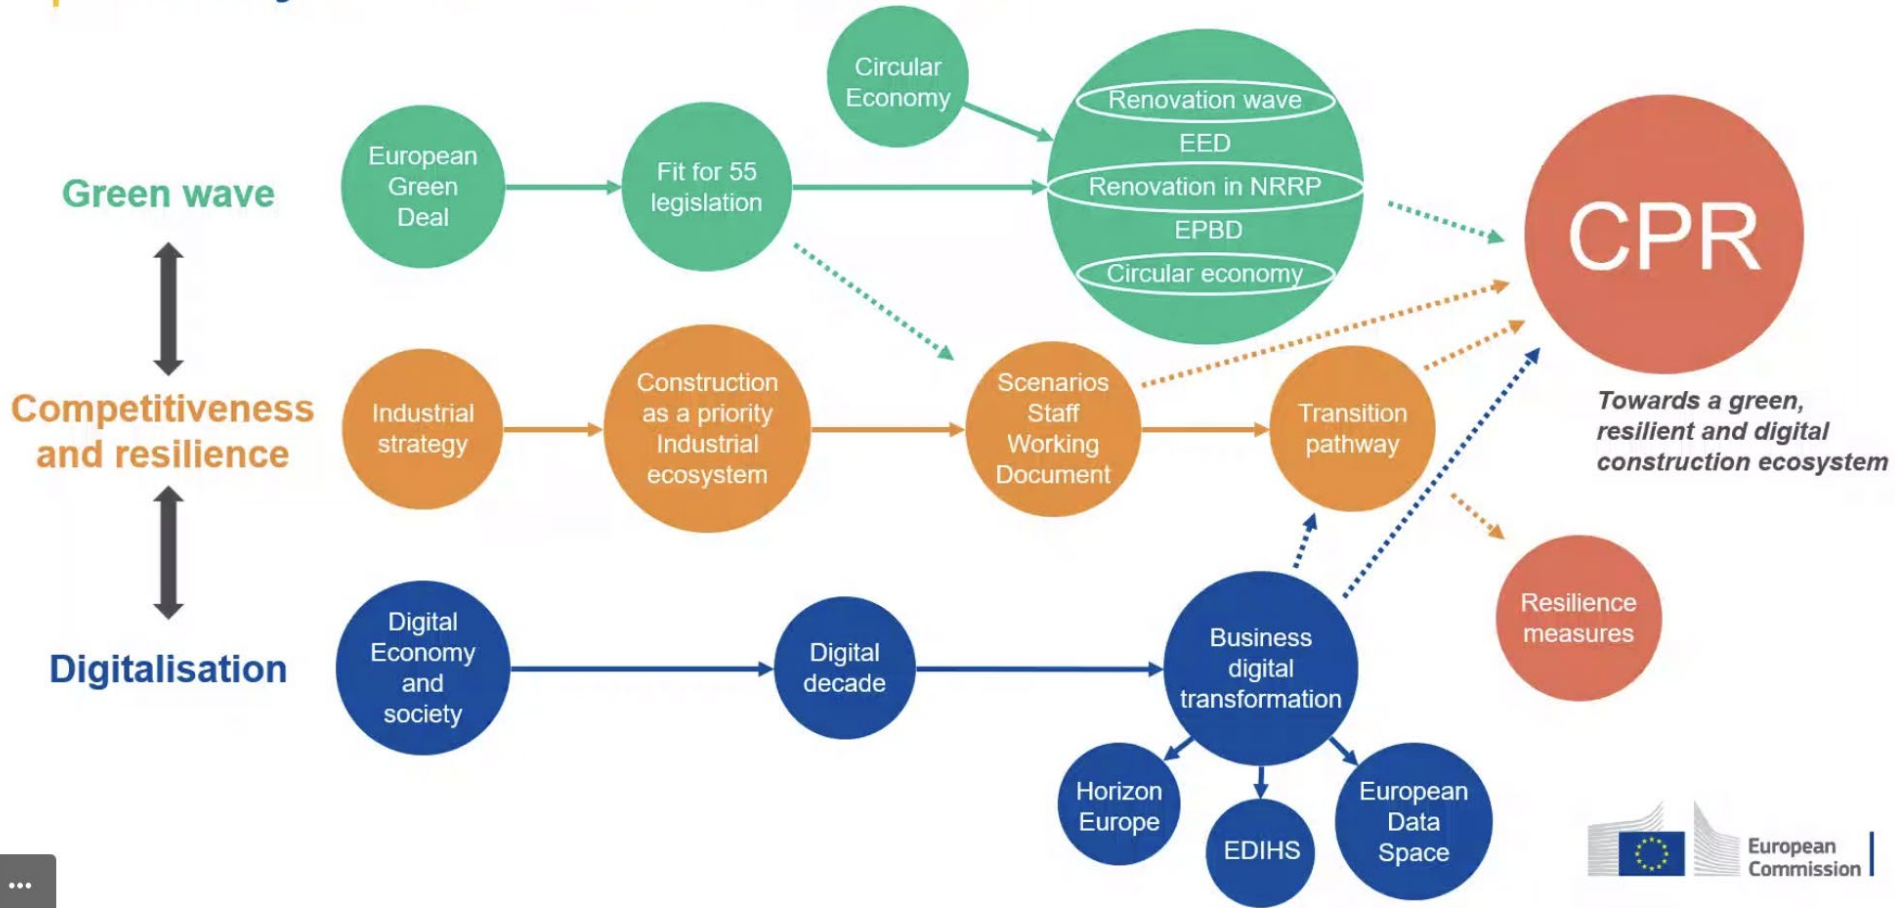 Circular
Economy
Renovation wave
EED
Renovation in NRRP
EPBD
Circular economy
European
Green
Deal
Fit for 55
legislation
Green wave
CPR
Towards a green,
resilient and digital
construction ecosystem
Competitiveness
and resilience
Industrial
strategy
Construction
as a priority
Industrial
ecosystem
Scenarios
Staff
Working
Document
Transition
pathway
Resilience
measures
Digitalisation
Digital
Economy
and
society
Digital
decade
Business
digital
transformation
Horizon
Europe
EDIHS
European
Data
Space
European
Commission